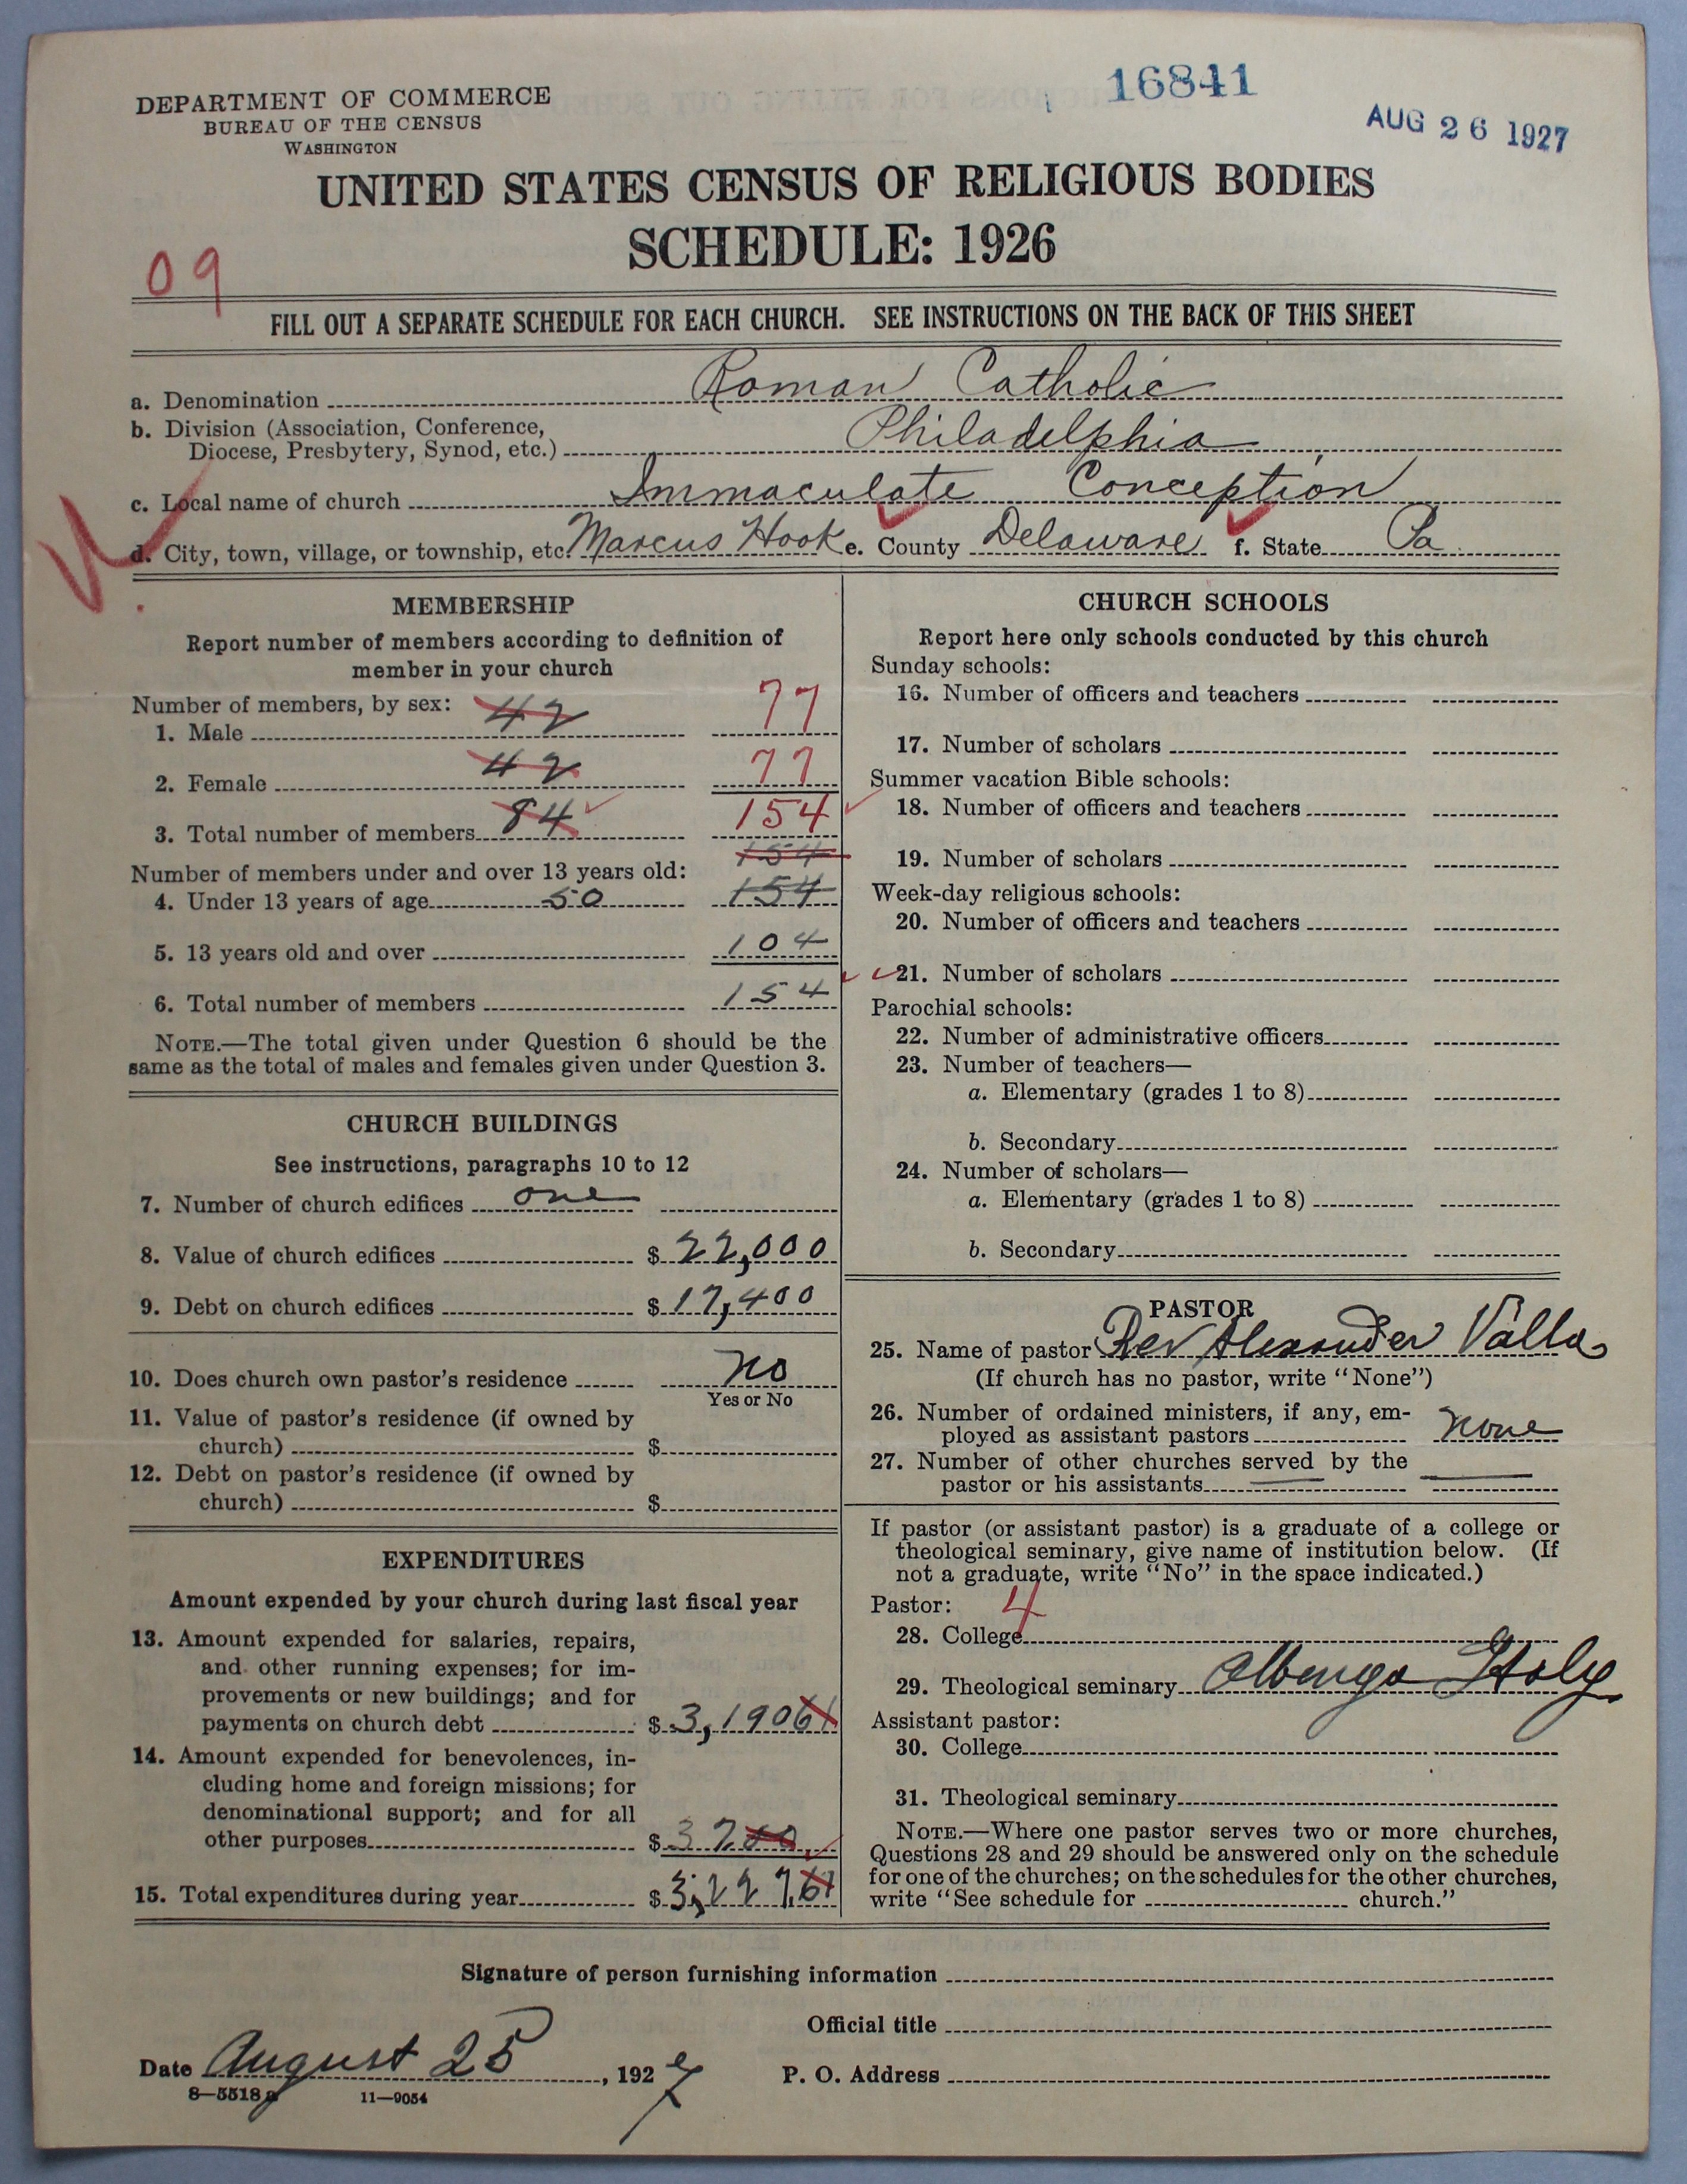 16841
AUG 26 1927
DEPARTMENT OF COMMERCE
BUREAU OF THE CENSUS
WASHINGTON
UNITED STATES CENSUS OF RELIGIOUS BODIES
SCHEDULE: 1926
09
FILL OUT A SEPARATE SCHEDULE FOR EACH CHURCH. SEE INSTRUCTIONS ON THE BACK OF THIS SHEET
a. Denomination Roman Catholic
b. Division (Association, Conference,
Diocese, Presbytery, Synod, etc.) Philadelphia
c. Local name of church Immaculate Conception
d. City, town, village, or township, etc. Marcus Hook e. County Delaware f. State Pa
MEMBERSHIP
Report number of members according to definition of
member in your church
Number of members, by sex:
1. Male 42 77
2. Female 42 77
3. Total number of members 84 154
154
Number of members under and over 13 years old:
4. Under 13 years of age 50 154
5. 13 years old and over 104
6. Total number of members 154
NOTE.—The total given under Question 6 should be the
same as the total of males and females given under Question 3.
CHURCH BUILDINGS
See instructions, paragraphs 10 to 12
7. Number of church edifices one
8. Value of church edifices $ 22,000
9. Debt on church edifices $ 17,400
10. Does church own pastor's residence No
Yes or No
11. Value of pastor's residence (if owned by
church) $
12. Debt on pastor's residence (if owned by
church) $
EXPENDITURES
Amount expended by your church during last fiscal year
13. Amount expended for salaries, repairs,
and other running expenses; for im-
provements or new buildings; and for
payments on church debt $ 3,190 61
14. Amount expended for benevolences, in-
cluding home and foreign missions; for
denominational support; and for all
other purposes $ 37 00
15. Total expenditures during year $ 3,227.61
CHURCH SCHOOLS
Report here only schools conducted by this church
Sunday schools:
16. Number of officers and teachers
17. Number of scholars
Summer vacation Bible schools:
18. Number of officers and teachers
19. Number of scholars
Week-day religious schools:
20. Number of officers and teachers
21. Number of scholars
Parochial schools:
22. Number of administrative officers
23. Number of teachers—
a. Elementary (grades 1 to 8)
b. Secondary
24. Number of scholars—
a. Elementary (grades 1 to 8)
b. Secondary
PASTOR
25. Name of pastor Rev Alexander Valla
(If church has no pastor, write "None")
26. Number of ordained ministers, if any, em-
ployed as assistant pastors none
27. Number of other churches served by the
pastor or his assistants
If pastor (or assistant pastor) is a graduate of a college or
theological seminary, give name of institution below. (If
not a graduate, write "No" in the space indicated.)
Pastor: 4
28. College
29. Theological seminary Albenga Italy
Assistant pastor:
30. College
31. Theological seminary
NOTE.—Where one pastor serves two or more churches,
Questions 28 and 29 should be answered only on the schedule
for one of the churches; on the schedules for the other churches,
write "See schedule for church."
Signature of person furnishing information
Official title
Date August 25, 1927
P. O. Address
8—5518a 11—9054